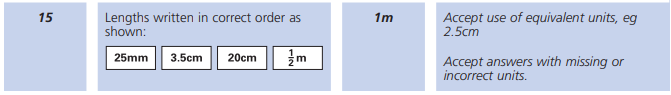 15
Lengths written in correct order as
shown:
25mm 3.5cm 20cm ½ m
1m
Accept use of equivalent units, eg
2.5cm
Accept answers with missing or
incorrect units.